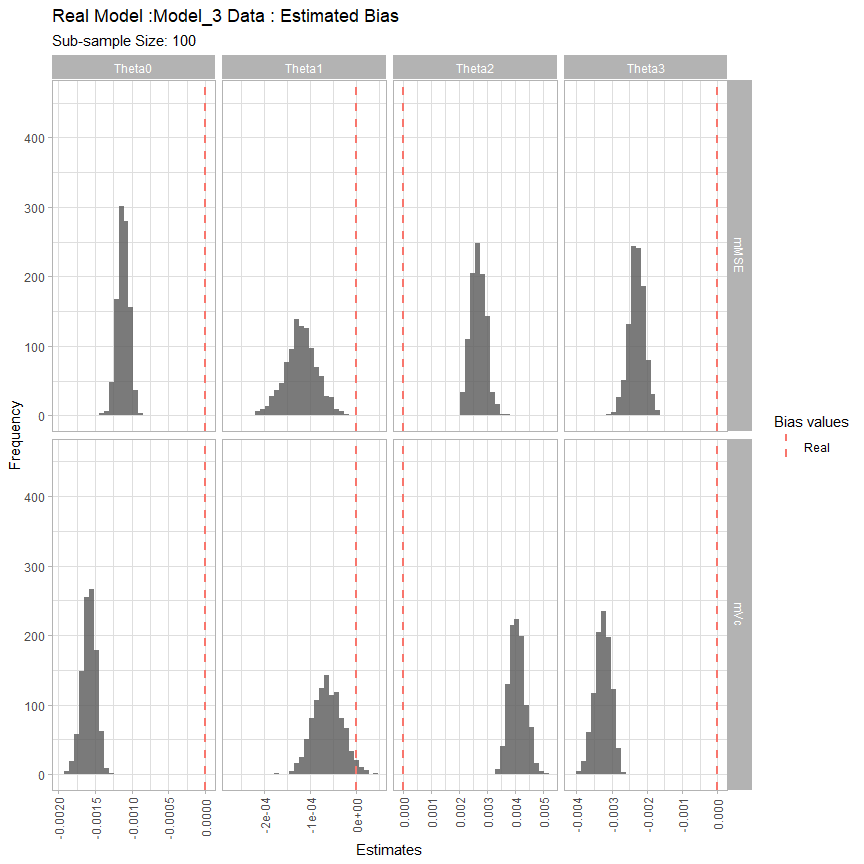 Real Model :Model_3 Data : Estimated Bias
Sub-sample Size: 100
Theta0 Theta1 Theta2 Theta3
400
300
200
100
0
mMSE
400
300
200
100
0
mVc
Frequency
-0.0020 -0.0015 -0.0010 -0.0005 0.0000
-2e-04 -1e-04 0e+00
0.000 0.001 0.002 0.003 0.004 0.005
-0.004 -0.003 -0.002 -0.001 0.000
Estimates
Bias values
Real